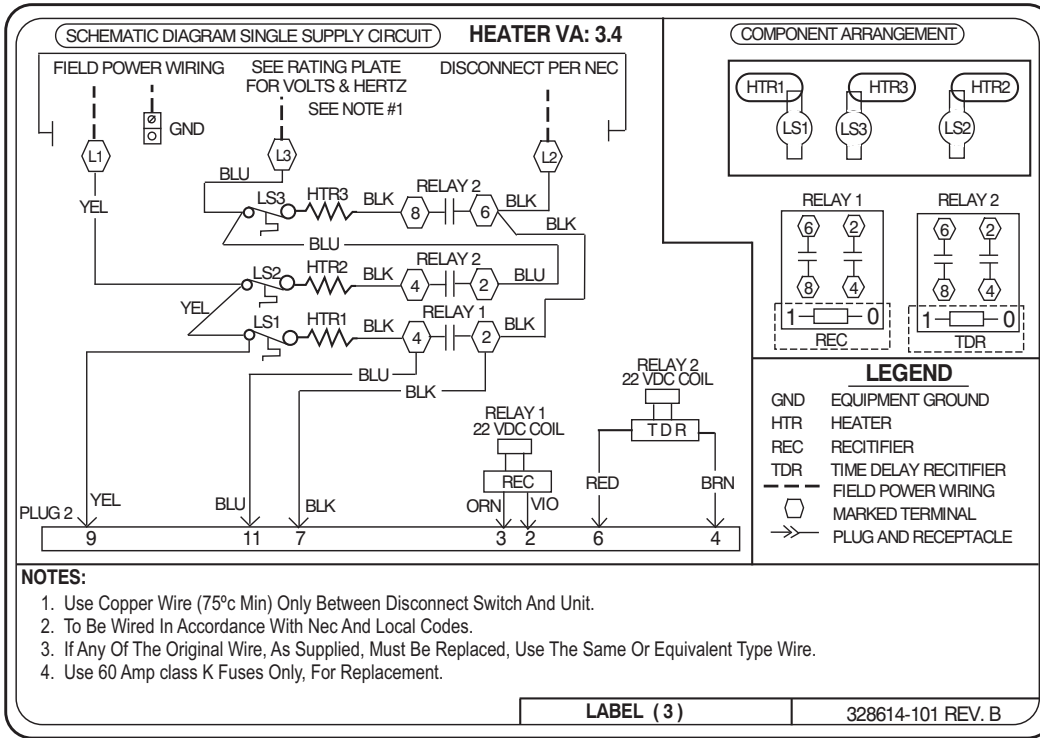 SCHEMATIC DIAGRAM SINGLE SUPPLY CIRCUIT
HEATER VA: 3.4
FIELD POWER WIRING
SEE RATING PLATE
FOR VOLTS & HERTZ
SEE NOTE #1
DISCONNECT PER NEC
GND
L1
L3
L2
BLU
YEL
LS3
HTR3
BLK
8
RELAY 2
6
BLK
BLK
BLU
LS2
HTR2
BLK
4
RELAY 2
2
BLU
YEL
LS1
HTR1
BLK
4
RELAY 1
2
BLK
BLU
BLK
RELAY 1
22 VDC COIL
REC
ORN
VIO
RELAY 2
22 VDC COIL
TDR
RED
BRN
YEL
BLU
BLK
PLUG 2
9
11
7
3
2
6
4
COMPONENT ARRANGEMENT
HTR1
HTR3
HTR2
LS1
LS3
LS2
RELAY 1
6
2
8
4
1
0
REC
RELAY 2
6
2
8
4
1
0
TDR
LEGEND
GND EQUIPMENT GROUND
HTR HEATER
REC RECITIFIER
TDR TIME DELAY RECITIFIER
FIELD POWER WIRING
MARKED TERMINAL
PLUG AND RECEPTACLE
NOTES:
1. Use Copper Wire (75ºc Min) Only Between Disconnect Switch And Unit.
2. To Be Wired In Accordance With Nec And Local Codes.
3. If Any Of The Original Wire, As Supplied, Must Be Replaced, Use The Same Or Equivalent Type Wire.
4. Use 60 Amp class K Fuses Only, For Replacement.
LABEL ( 3 )
328614-101 REV. B